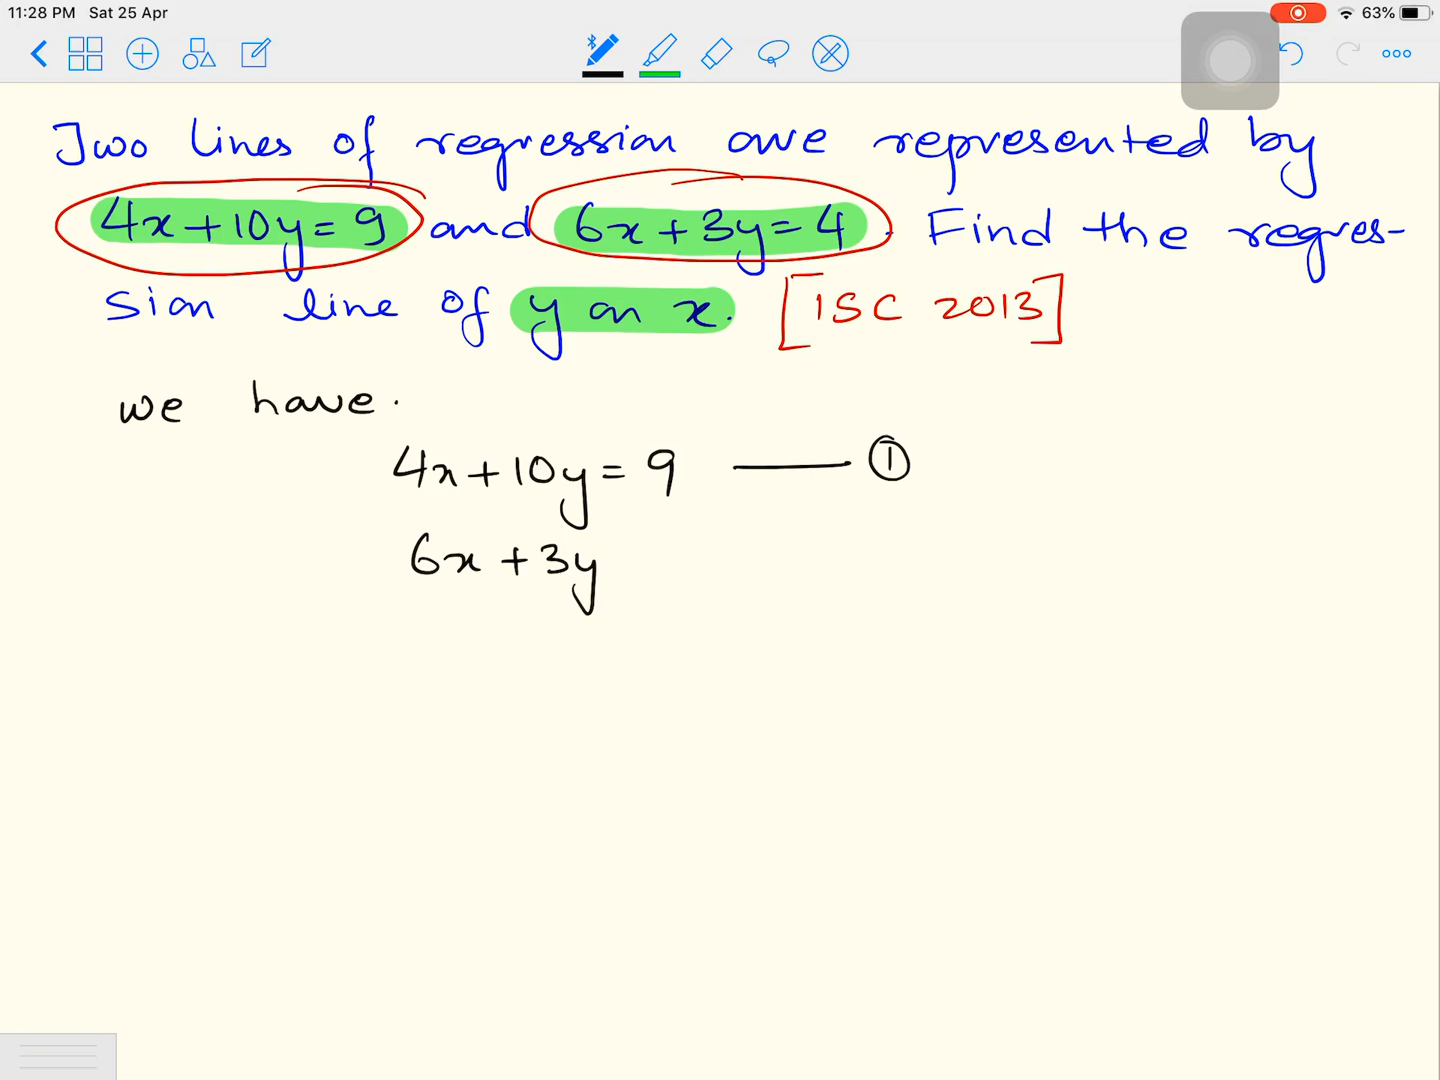 11:28 PM Sat 25 Apr 63%
Two lines of regression are represented by
4x+10y=9 and 6x+3y=4. Find the regres-
sion line of y on x. [ISC 2013]
we have.
4x+10y=9 —— ①
6x+3y